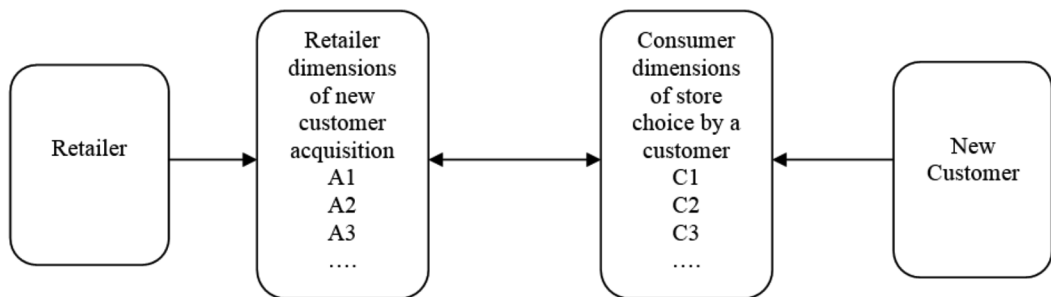 Retailer
Retailer
dimensions
of new
customer
acquisition
A1
A2
A3
....
Consumer
dimensions
of store
choice by a
customer
C1
C2
C3
....
New
Customer